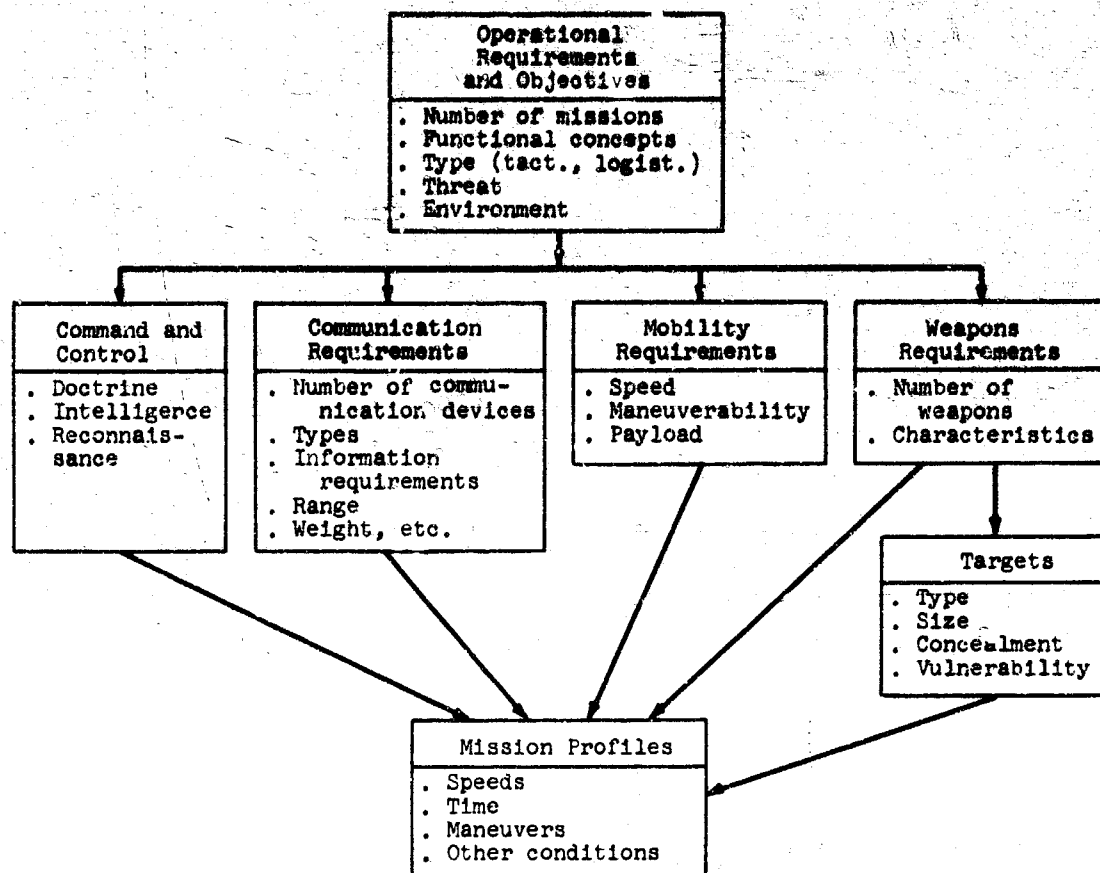 Operational
Requirements
and Objectives
. Number of missions
. Functional concepts
. Type (tact., logist.)
. Threat
. Environment
Command and
Control
. Doctrine
. Intelligence
. Reconnais-
sance
Communication
Requirements
. Number of commu-
nication devices
. Types
. Information
requirements
. Range
. Weight, etc.
Mobility
Requirements
. Speed
. Maneuverability
. Payload
Weapons
Requirements
. Number of
weapons
. Characteristics
Targets
. Type
. Size
. Concealment
. Vulnerability
Mission Profiles
. Speeds
. Time
. Maneuvers
. Other conditions